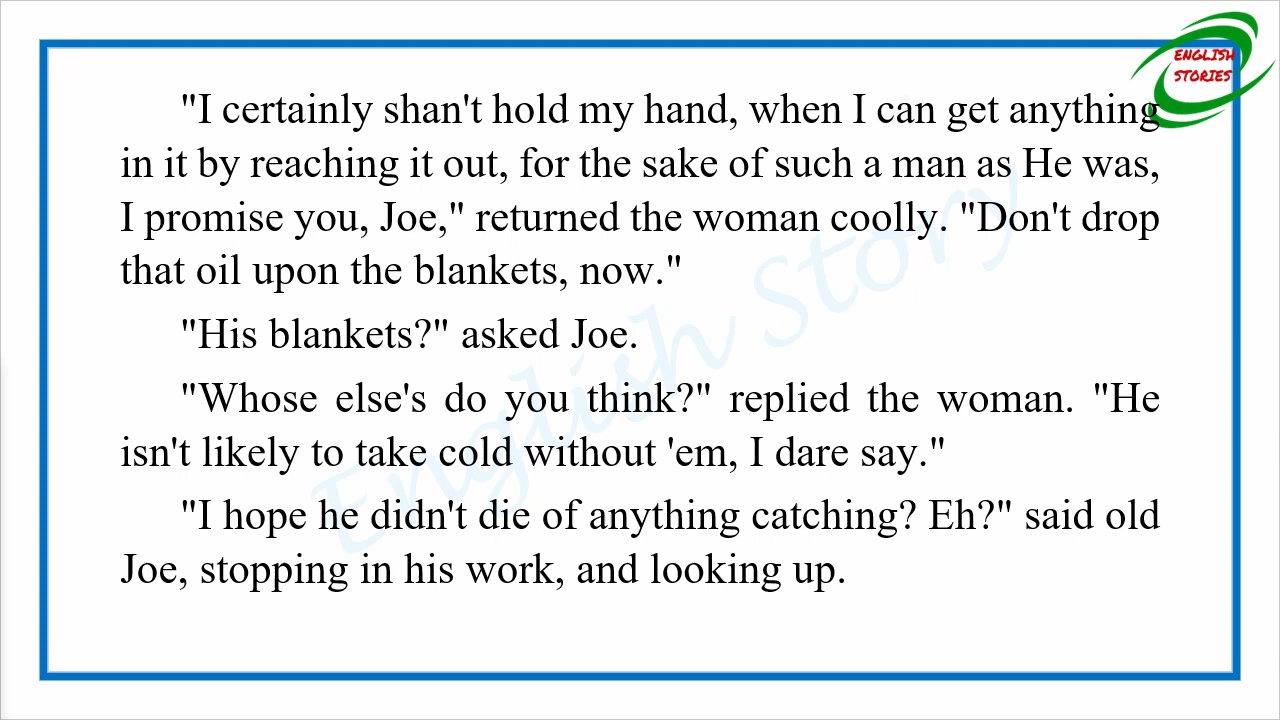 ENGLISH
STORIES
"I certainly shan't hold my hand, when I can get anything
in it by reaching it out, for the sake of such a man as He was,
I promise you, Joe," returned the woman coolly. "Don't drop
that oil upon the blankets, now."
"His blankets?" asked Joe.
"Whose else's do you think?" replied the woman. "He
isn't likely to take cold without 'em, I dare say."
"I hope he didn't die of anything catching? Eh?" said old
Joe, stopping in his work, and looking up.
English Story